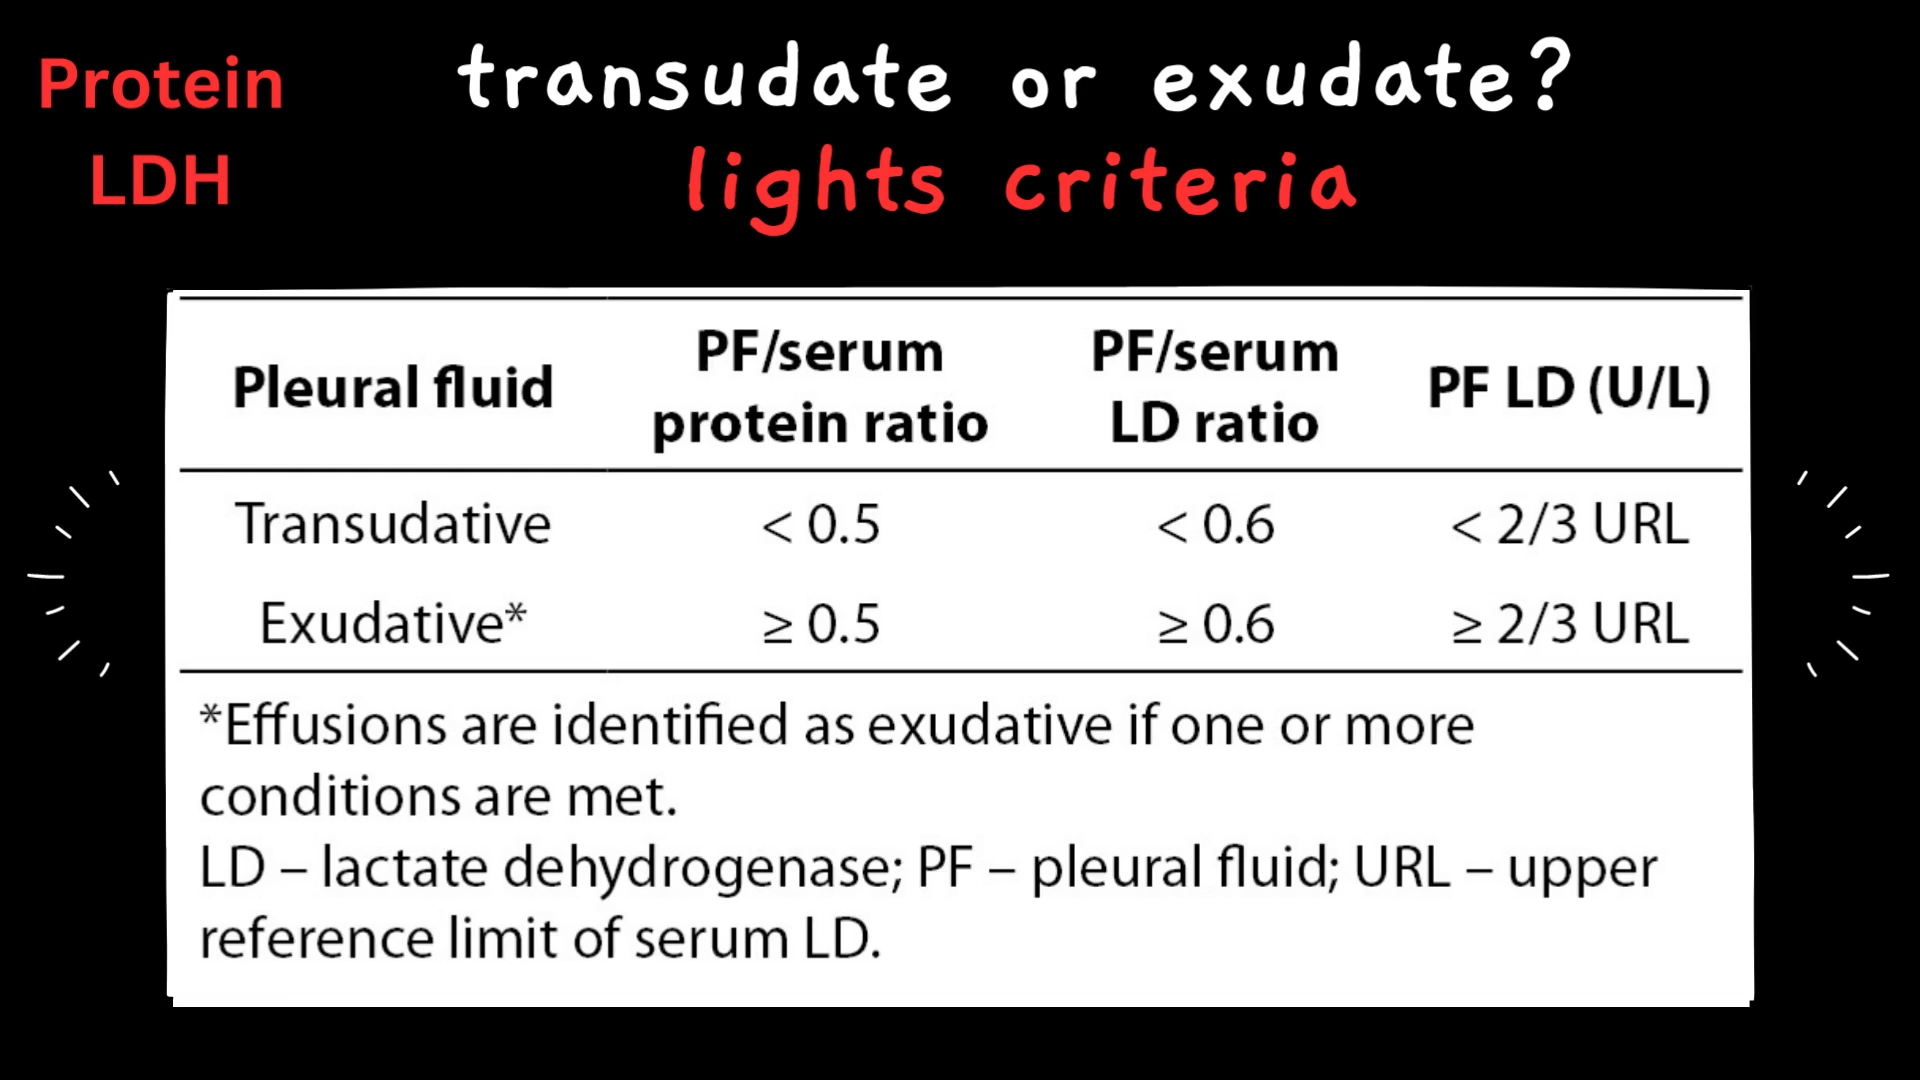 Protein
LDH
transudate or exudate?
lights criteria
Pleural fluid
PF/serum
protein ratio
PF/serum
LD ratio
PF LD (U/L)
Transudative < 0.5 < 0.6 < 2/3 URL
Exudative* ≥ 0.5 ≥ 0.6 ≥ 2/3 URL
*Effusions are identified as exudative if one or more
conditions are met.
LD – lactate dehydrogenase; PF – pleural fluid; URL – upper
reference limit of serum LD.